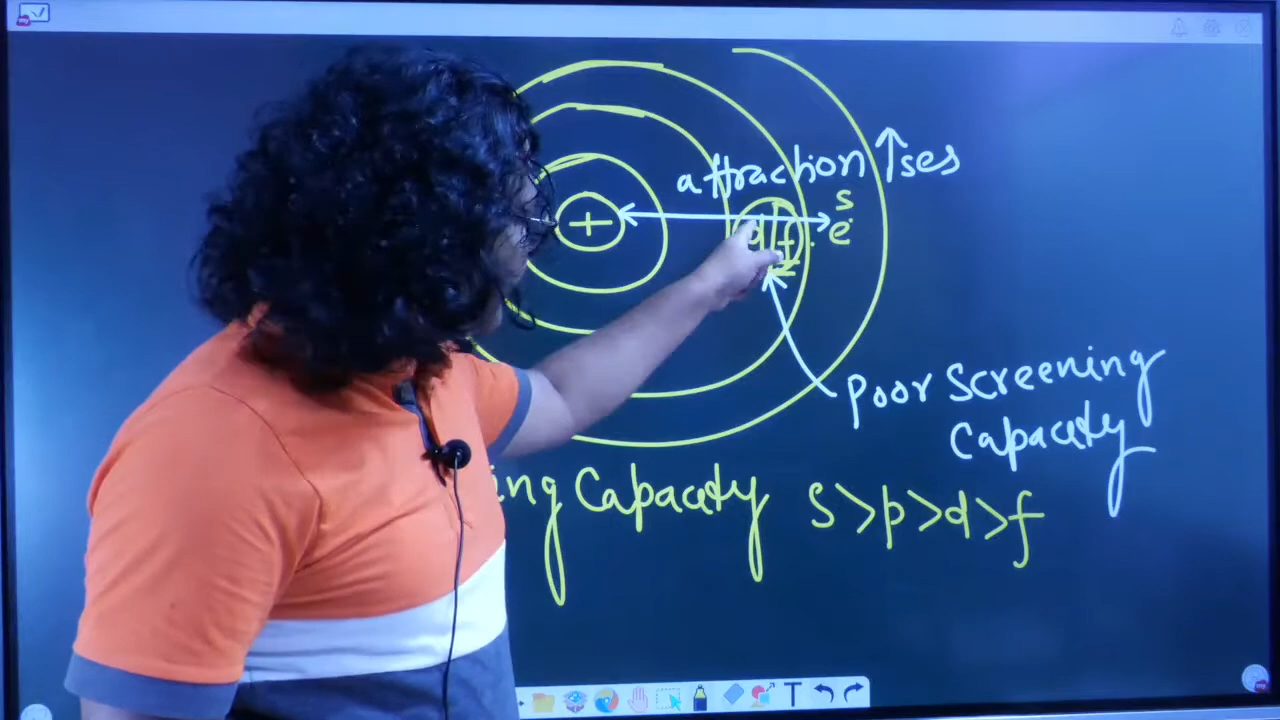 attraction ↑ses
s
+
d f
e
Poor Screening
Capacity
ing Capacity s>p>d>f
T